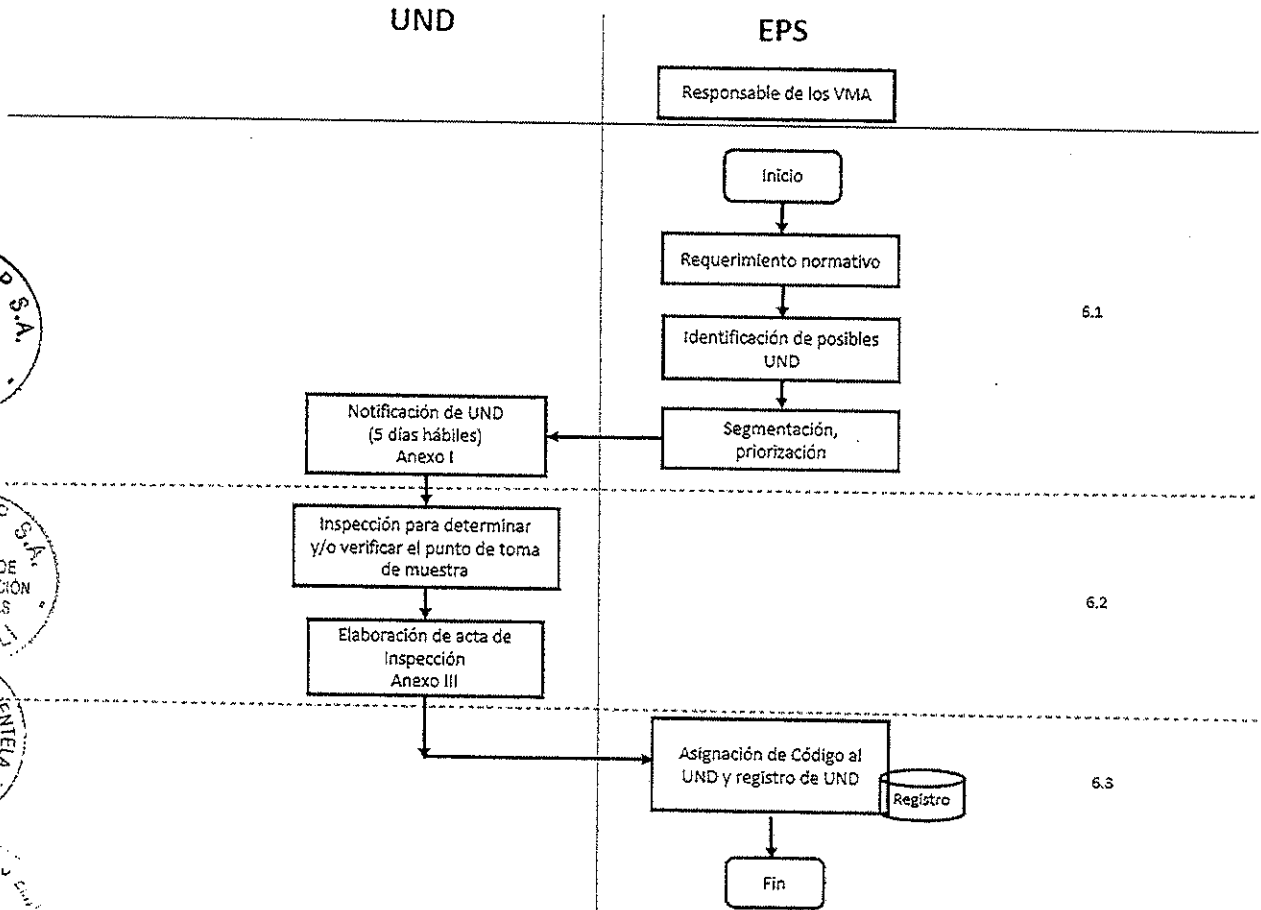 UND
EPS
Responsable de los VMA
Inicio
Requerimiento normativo
Identificación de posibles
UND
6.1
Segmentación,
priorización
Notificación de UND
(5 días hábiles)
Anexo I
Inspección para determinar
y/o verificar el punto de toma
de muestra
6.2
Elaboración de acta de
Inspección
Anexo III
Asignación de Código al
UND y registro de UND
Registro
6.3
Fin
S.A.
S.A.
DE